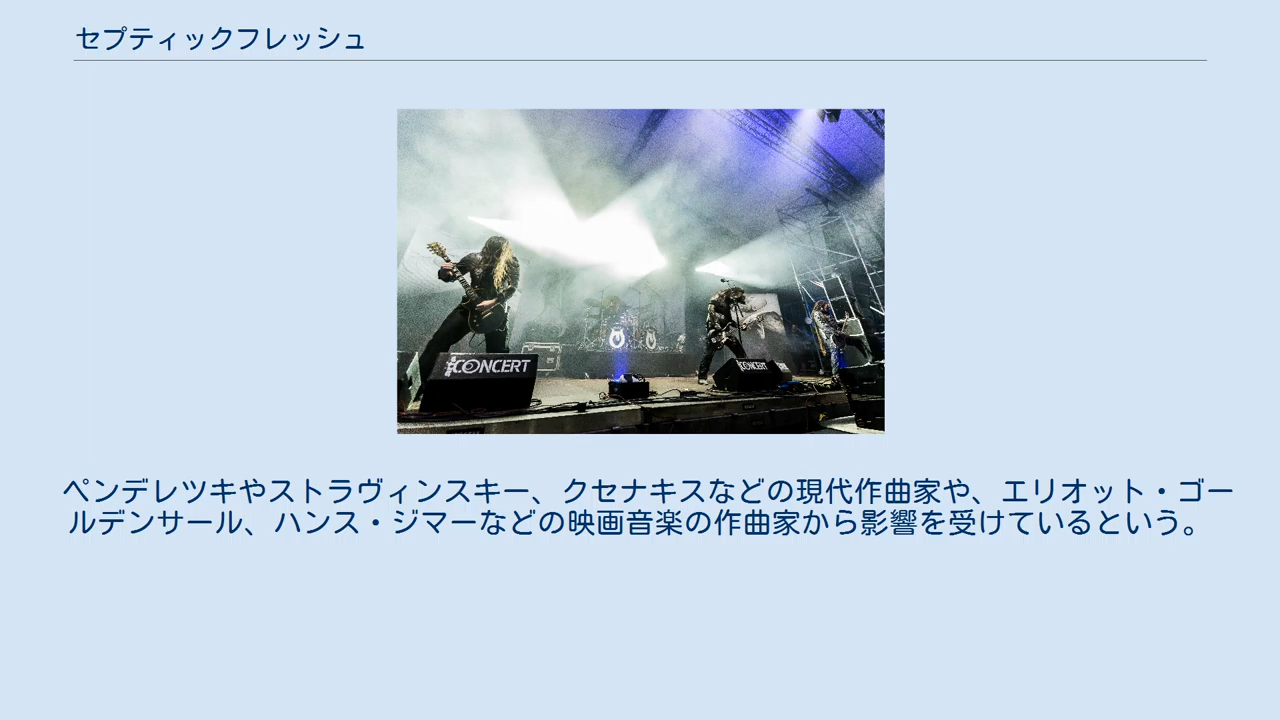 セプティックフレッシュ
CONCERT
CONCERT
ペンデレツキやストラヴィンスキー、クセナキスなどの現代作曲家や、エリオット・ゴー
ルデンサール、ハンス・ジマーなどの映画音楽の作曲家から影響を受けているという。